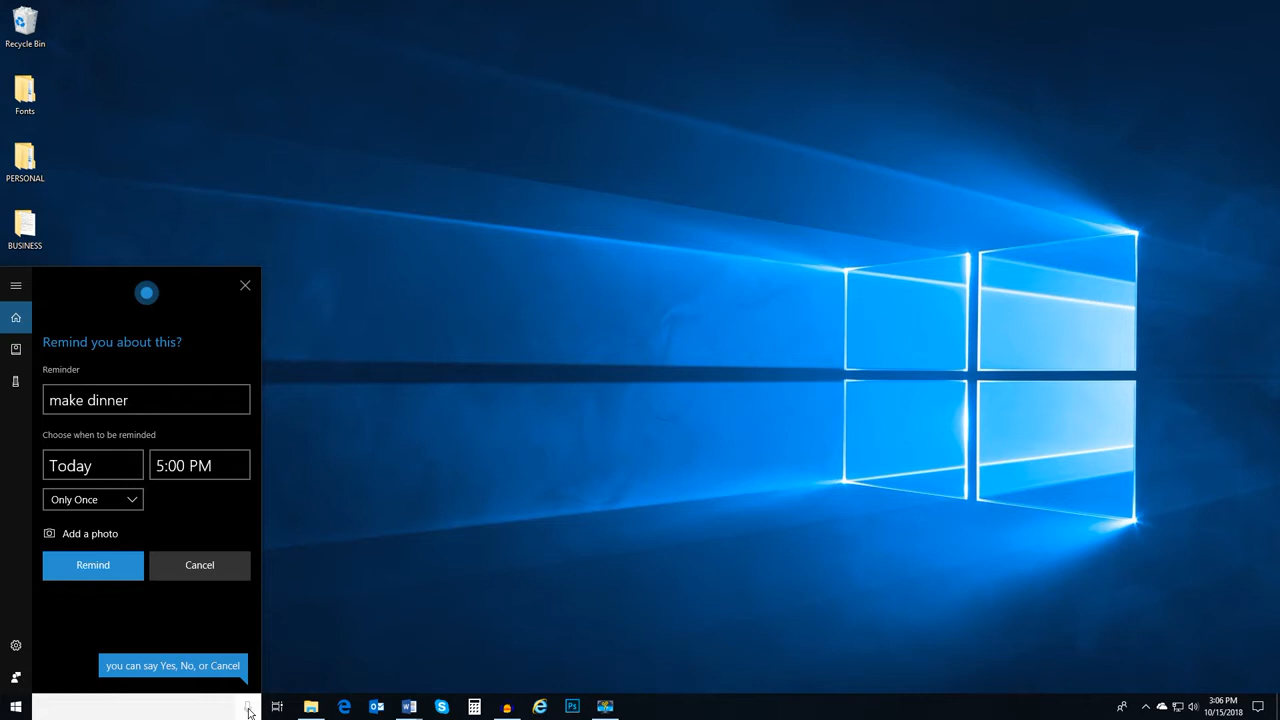 Recycle Bin
Fonts
PERSONAL
BUSINESS
Remind you about this?
Reminder
make dinner
Choose when to be reminded
Today
5:00 PM
Only Once
Add a photo
Remind
Cancel
you can say Yes, No, or Cancel
Ps
3:06 PM
10/15/2018